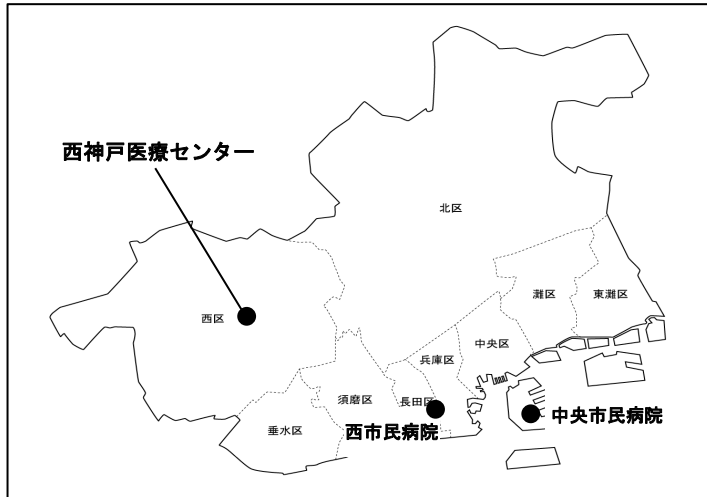 西神戸医療センター
北区
灘区
東灘区
西区
中央区
兵庫区
須磨区
長田区
垂水区
西市民病院
中央市民病院